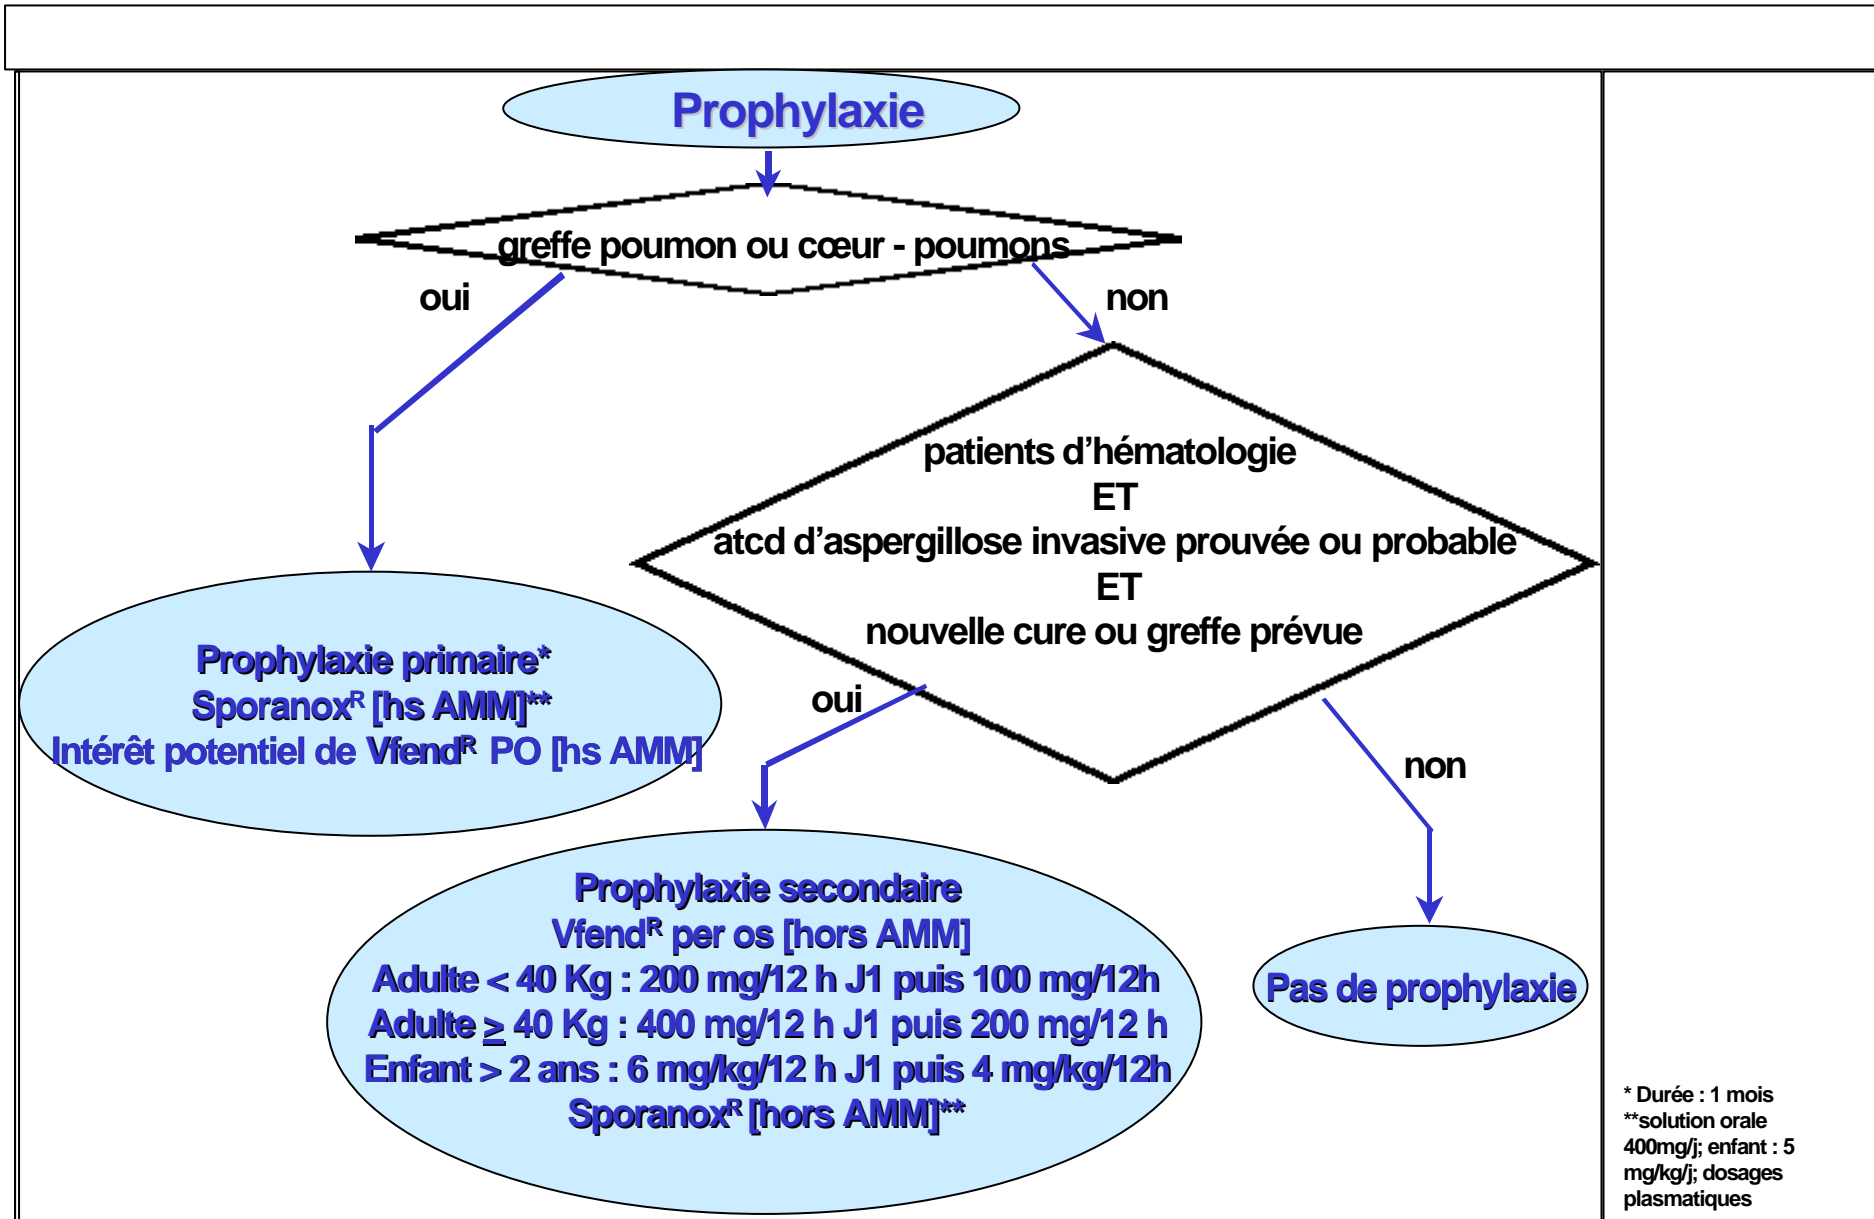 Prophylaxie
greffe poumon ou cœur - poumons
oui
non
patients d'hématologie
ET
atcd d'aspergillose invasive prouvée ou probable
ET
nouvelle cure ou greffe prévue
Prophylaxie primaire*
Sporanoxᴿ [hs AMM]**
Intérêt potentiel de Vfendᴿ PO [hs AMM]
oui
non
Prophylaxie secondaire
Vfendᴿ per os [hors AMM]
Adulte < 40 Kg : 200 mg/12 h J1 puis 100 mg/12h
Adulte ≥ 40 Kg : 400 mg/12 h J1 puis 200 mg/12 h
Enfant > 2 ans : 6 mg/kg/12 h J1 puis 4 mg/kg/12h
Sporanoxᴿ [hors AMM]**
Pas de prophylaxie
* Durée : 1 mois
**solution orale
400mg/j; enfant : 5
mg/kg/j; dosages
plasmatiques